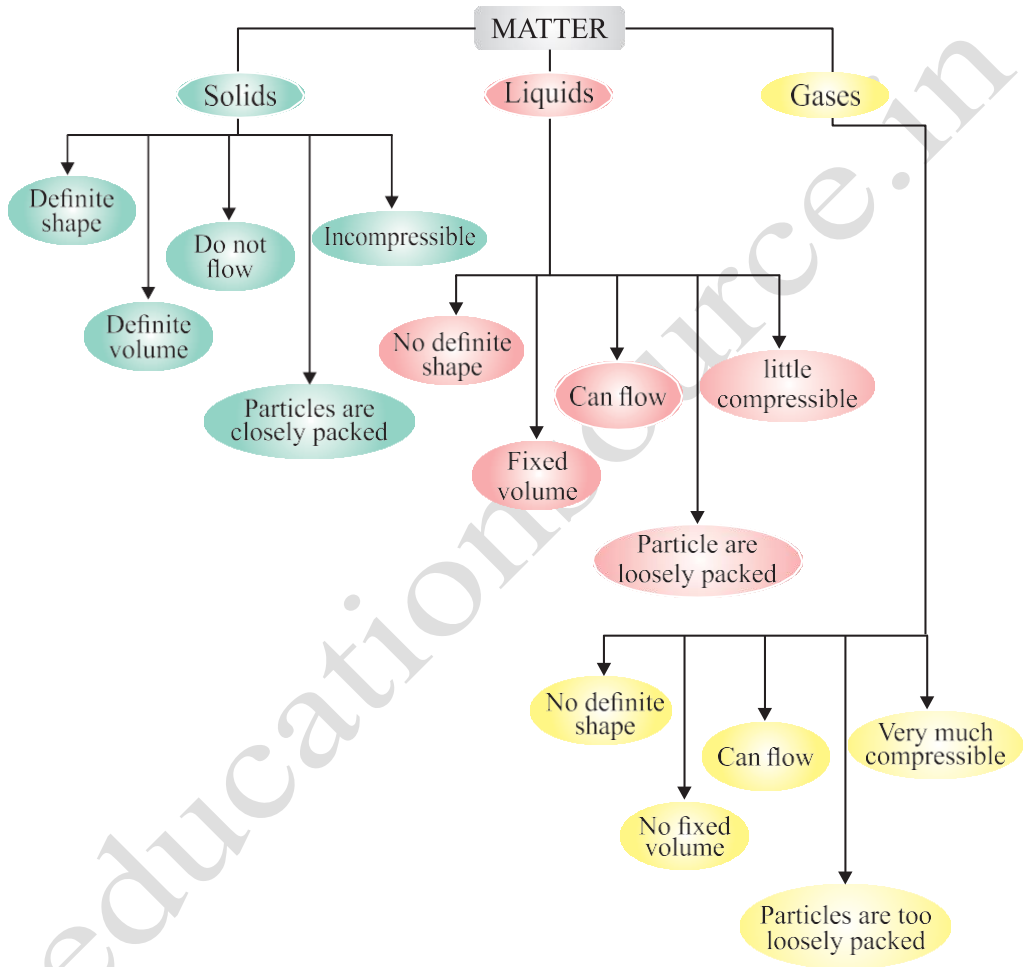 MATTER
Solids
Liquids
Gases
Definite
shape
Do not
flow
Incompressible
Definite
volume
Particles are
closely packed
No definite
shape
Can flow
little
compressible
Fixed
volume
Particle are
loosely packed
No definite
shape
Can flow
Very much
compressible
No fixed
volume
Particles are too
loosely packed
educationsource.in